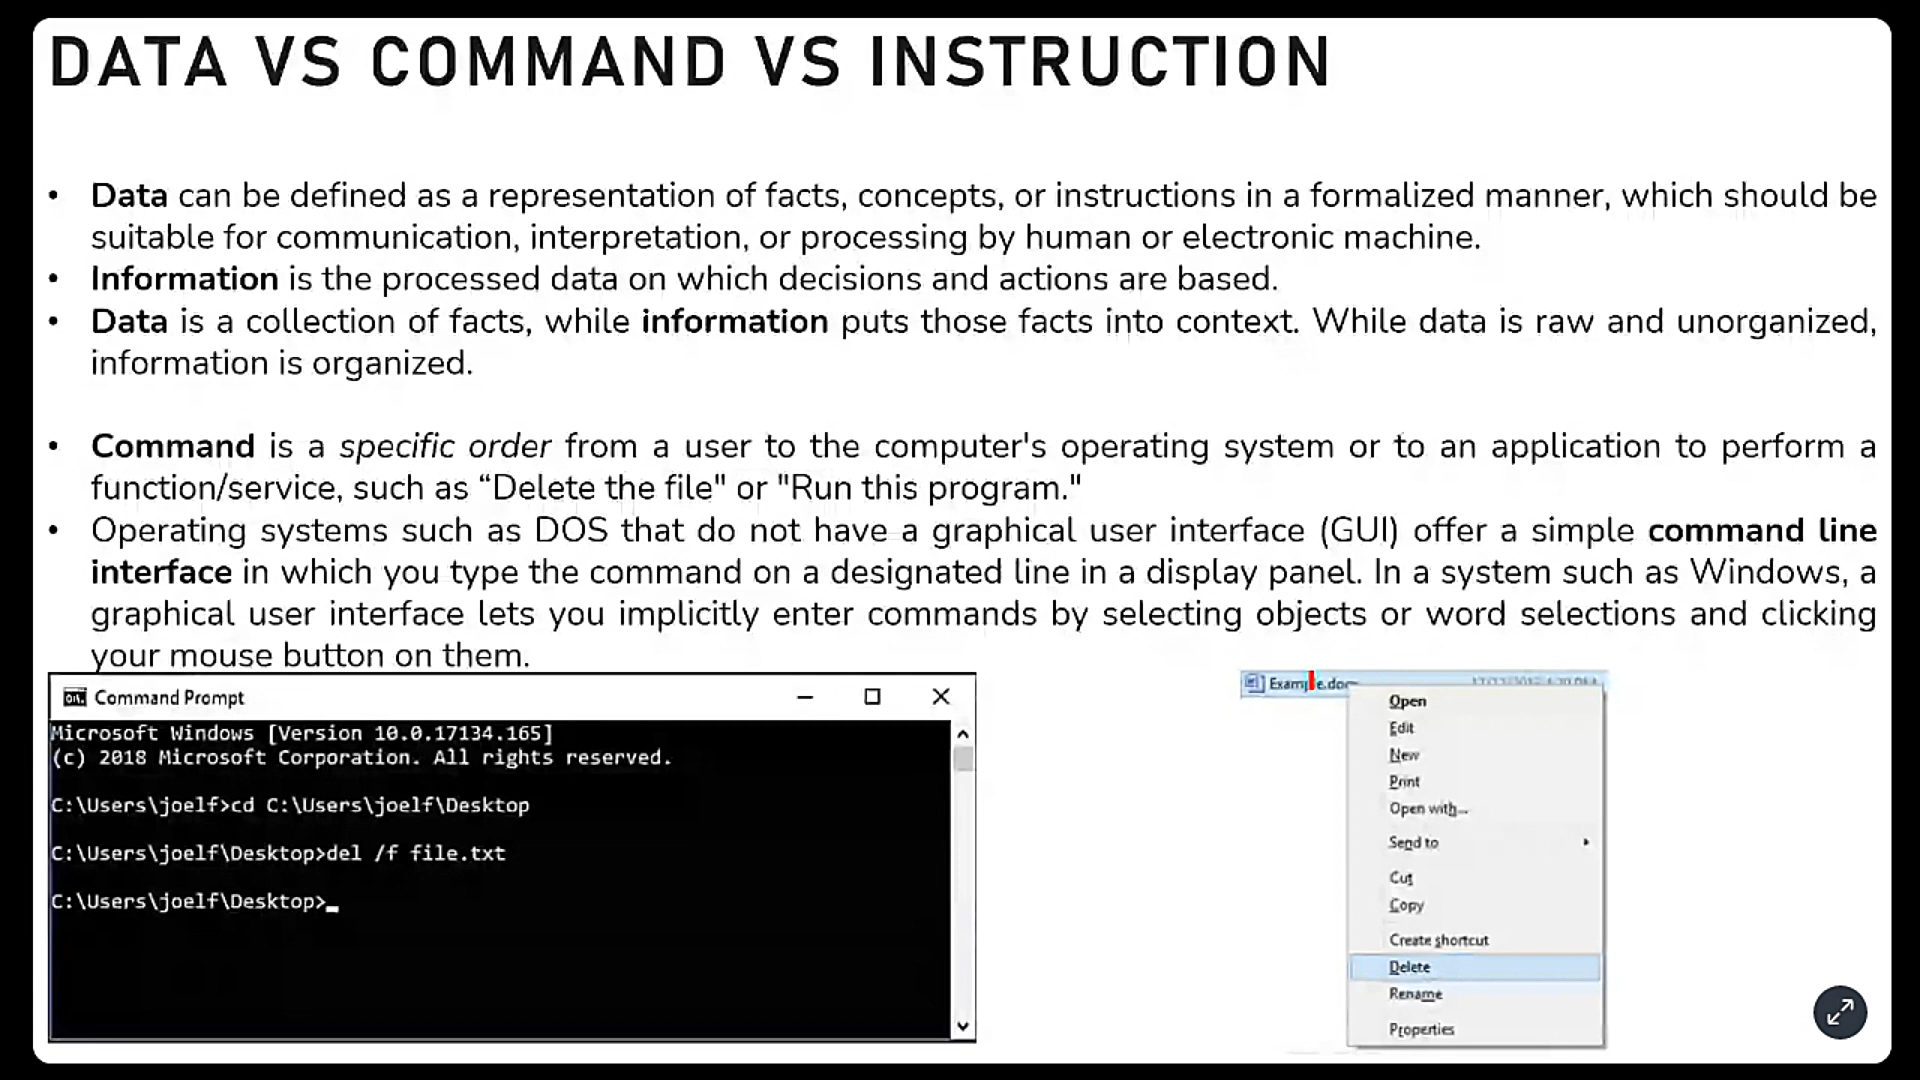 DATA VS COMMAND VS INSTRUCTION
• Data can be defined as a representation of facts, concepts, or instructions in a formalized manner, which should be
suitable for communication, interpretation, or processing by human or electronic machine.
• Information is the processed data on which decisions and actions are based.
• Data is a collection of facts, while information puts those facts into context. While data is raw and unorganized,
information is organized.
• Command is a specific order from a user to the computer's operating system or to an application to perform a
function/service, such as “Delete the file" or "Run this program."
• Operating systems such as DOS that do not have a graphical user interface (GUI) offer a simple command line
interface in which you type the command on a designated line in a display panel. In a system such as Windows, a
graphical user interface lets you implicitly enter commands by selecting objects or word selections and clicking
your mouse button on them.
Command Prompt
Microsoft Windows [Version 10.0.17134.165]
(c) 2018 Microsoft Corporation. All rights reserved.
C:\Users\joelf>cd C:\Users\joelf\Desktop
C:\Users\joelf\Desktop>del /f file.txt
C:\Users\joelf\Desktop>
Open
Edit
New
Print
Open with...
Send to
Cut
Copy
Create shortcut
Delete
Rename
Properties